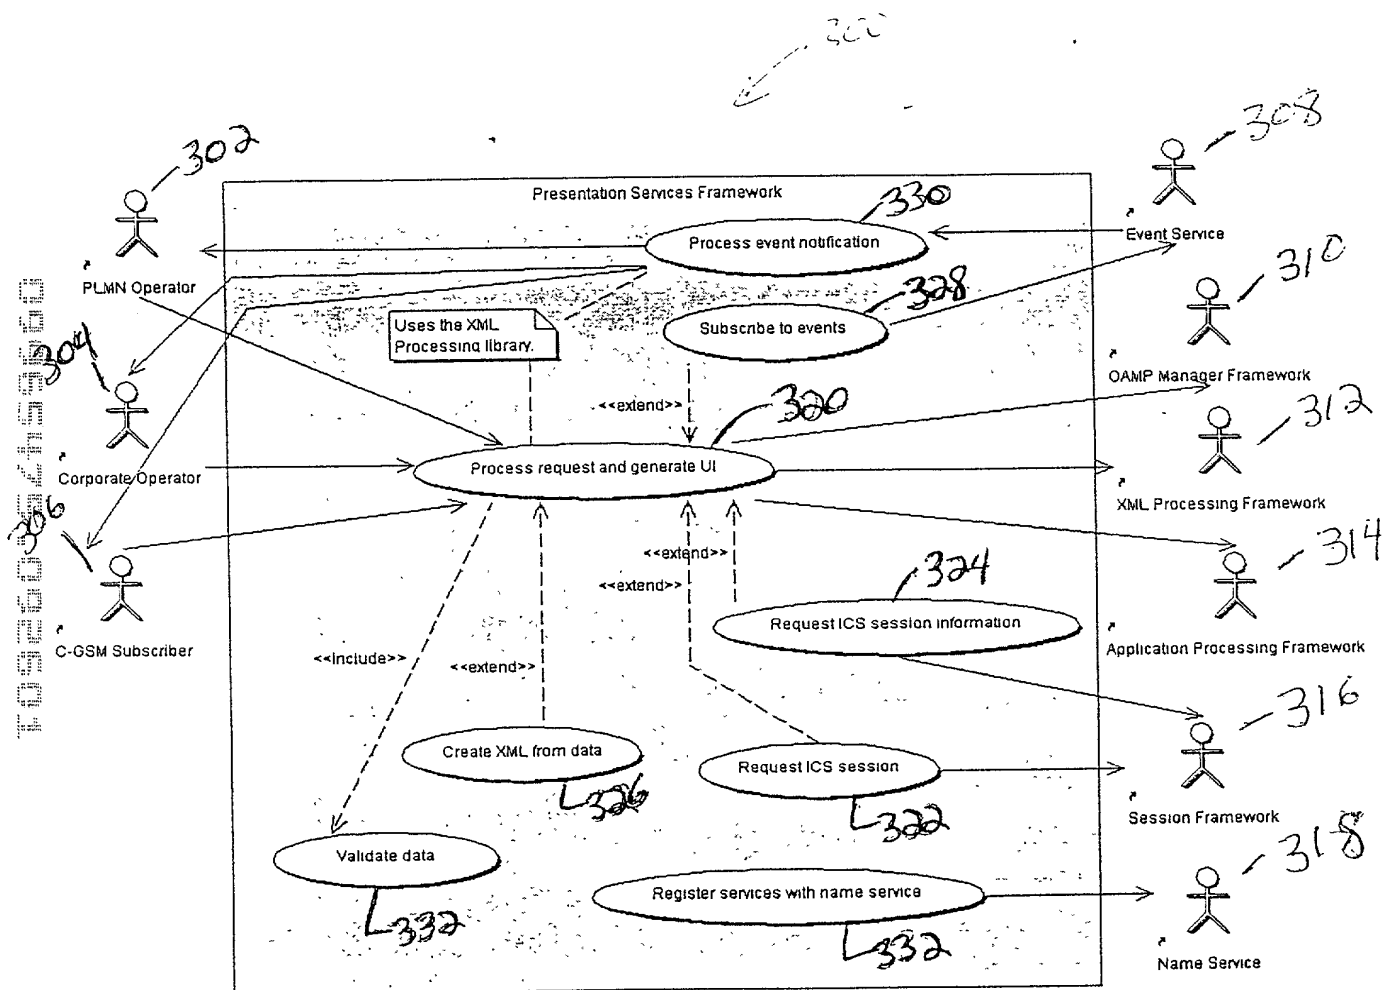 300
302
308
Presentation Services Framework
330
Process event notification
Event Service
310
PLMN Operator
328
Uses the XML
Processing library.
Subscribe to events
304
OAMP Manager Framework
<<extend>>
320
312
Corporate Operator
Process request and generate UI
XML Processing Framework
306
<<extend>>
<<extend>>
324
314
Request ICS session information
C-GSM Subscriber
<<include>>
<<extend>>
Application Processing Framework
316
Create XML from data
Request ICS session
326
322
Session Framework
318
Validate data
Register services with name service
332
332
Name Service